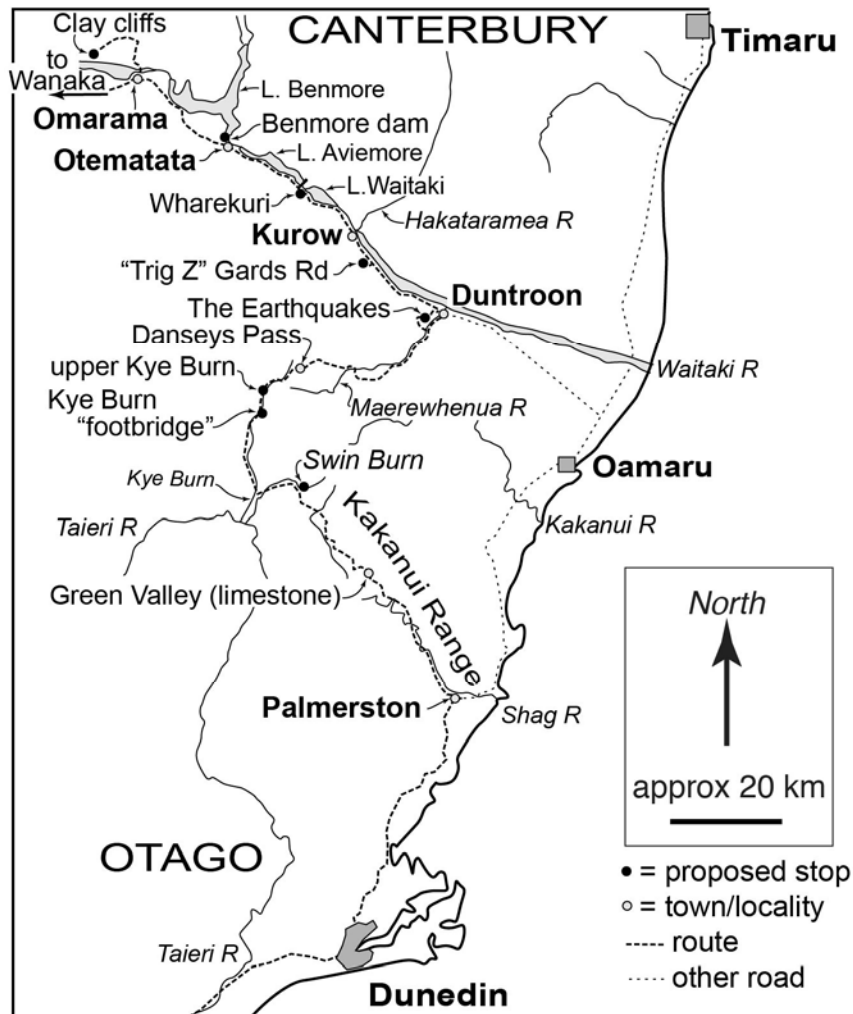 CANTERBURY
Clay cliffs
to
Wanaka
Timaru
L. Benmore
Omarama
Benmore dam
Otematata
L. Aviemore
L.Waitaki
Wharekuri
Hakataramea R
Kurow
“Trig Z” Gards Rd
Duntroon
The Earthquakes
Danseys Pass
upper Kye Burn
Waitaki R
Kye Burn
“footbridge”
Maerewhenua R
Swin Burn
Oamaru
Kye Burn
Taieri R
Kakanui R
Kakanui Range
Green Valley (limestone)
North
Palmerston
Shag R
approx 20 km
OTAGO
= proposed stop
= town/locality
Taieri R
route
other road
Dunedin